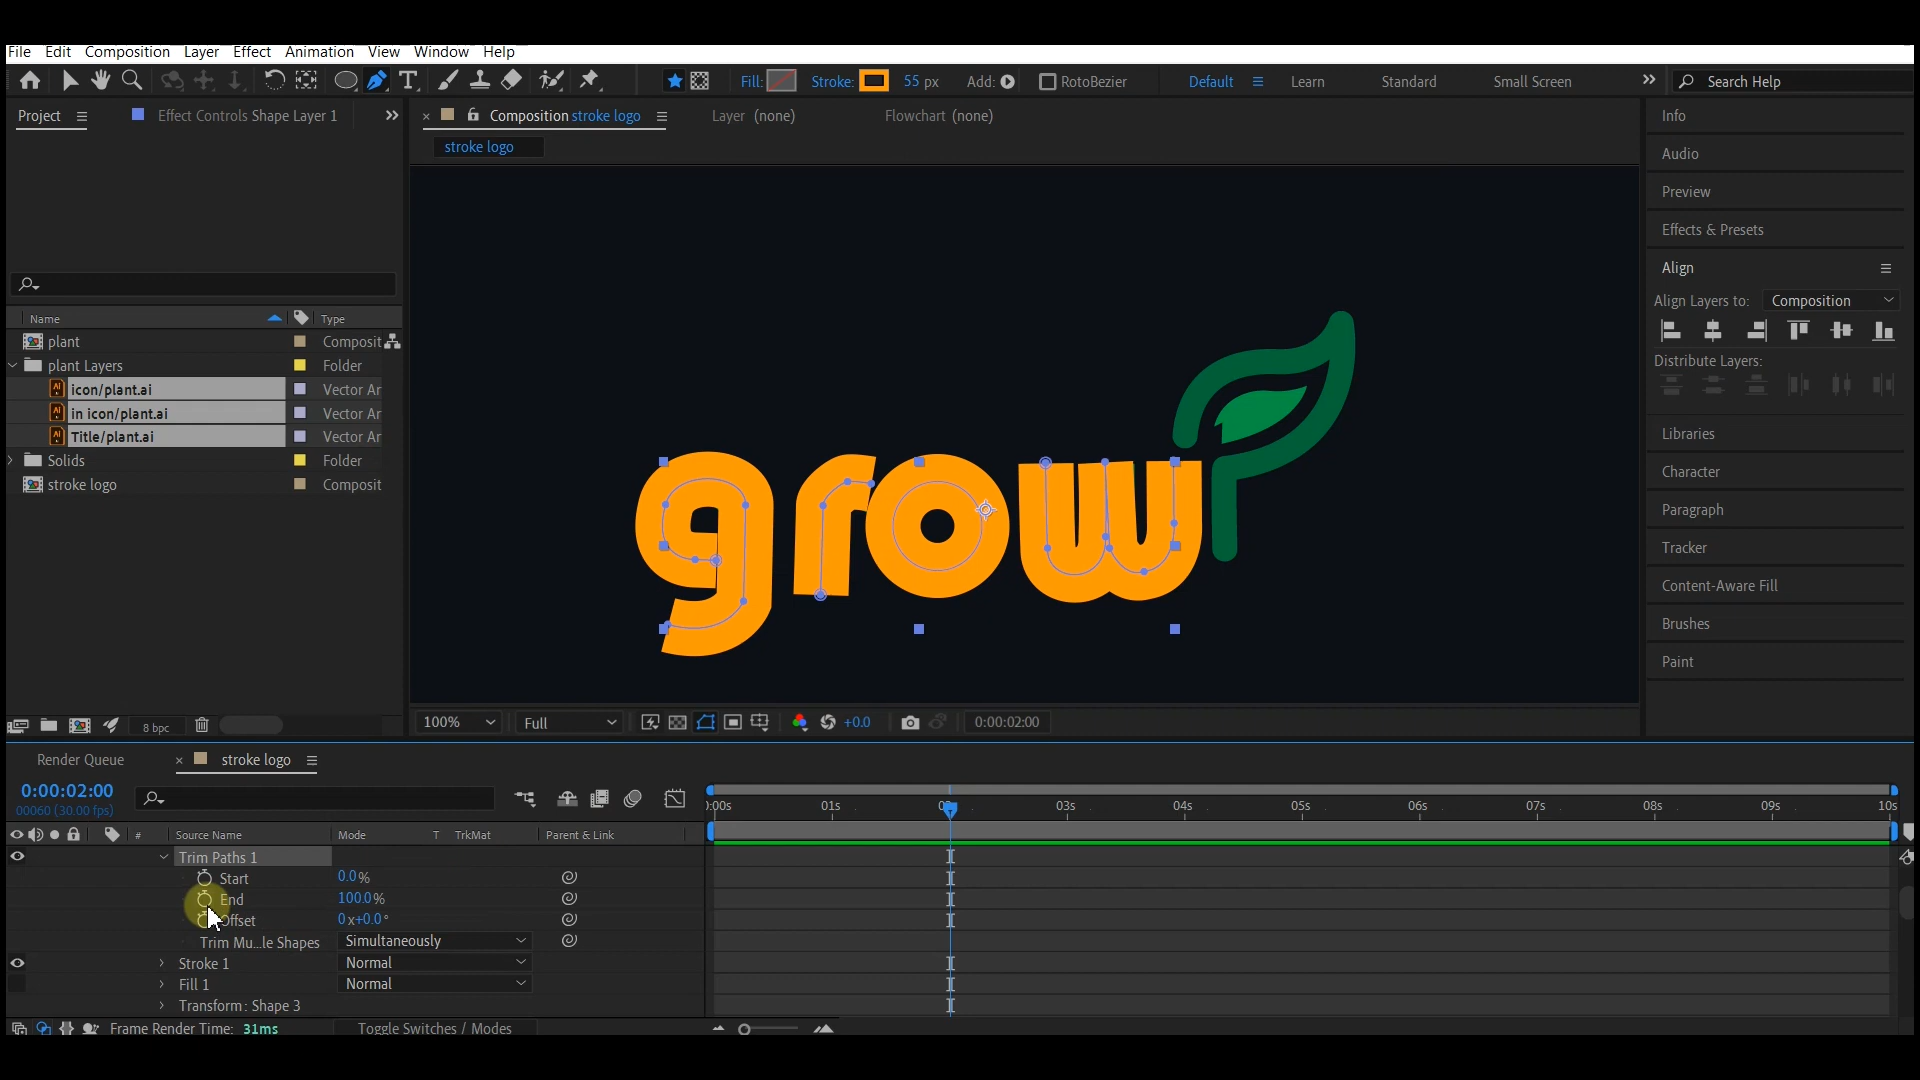 File Edit Composition Layer Effect Animation View Window Help
Fill: Stroke: 55 px Add: RotoBezier Default Learn Standard Small Screen Search Help
Project Effect Controls Shape Layer 1
Composition stroke logo Layer (none) Flowchart (none)
stroke logo
Name Type
plant Composit
plant Layers Folder
icon/plant.ai Vector Ar
in icon/plant.ai Vector Ar
Title/plant.ai Vector Ar
Solids Folder
stroke logo Composit
8 bpc
grow
100% Full +0.0 0:00:02:00
Info
Audio
Preview
Effects & Presets
Align
Align Layers to: Composition
Distribute Layers:
Libraries
Character
Paragraph
Tracker
Content-Aware Fill
Brushes
Paint
Render Queue stroke logo
0:00:02:00
00060 (30.00 fps)
# Source Name Mode T TrkMat Parent & Link
):00s 01s 03s 04s 05s 06s 07s 08s 09s 10s
Trim Paths 1
Start 0.0%
End 100.0%
Offset 0x+0.0°
Trim Mu...le Shapes Simultaneously
Stroke 1 Normal
Fill 1 Normal
Transform: Shape 3
Frame Render Time: 31ms Toggle Switches / Modes